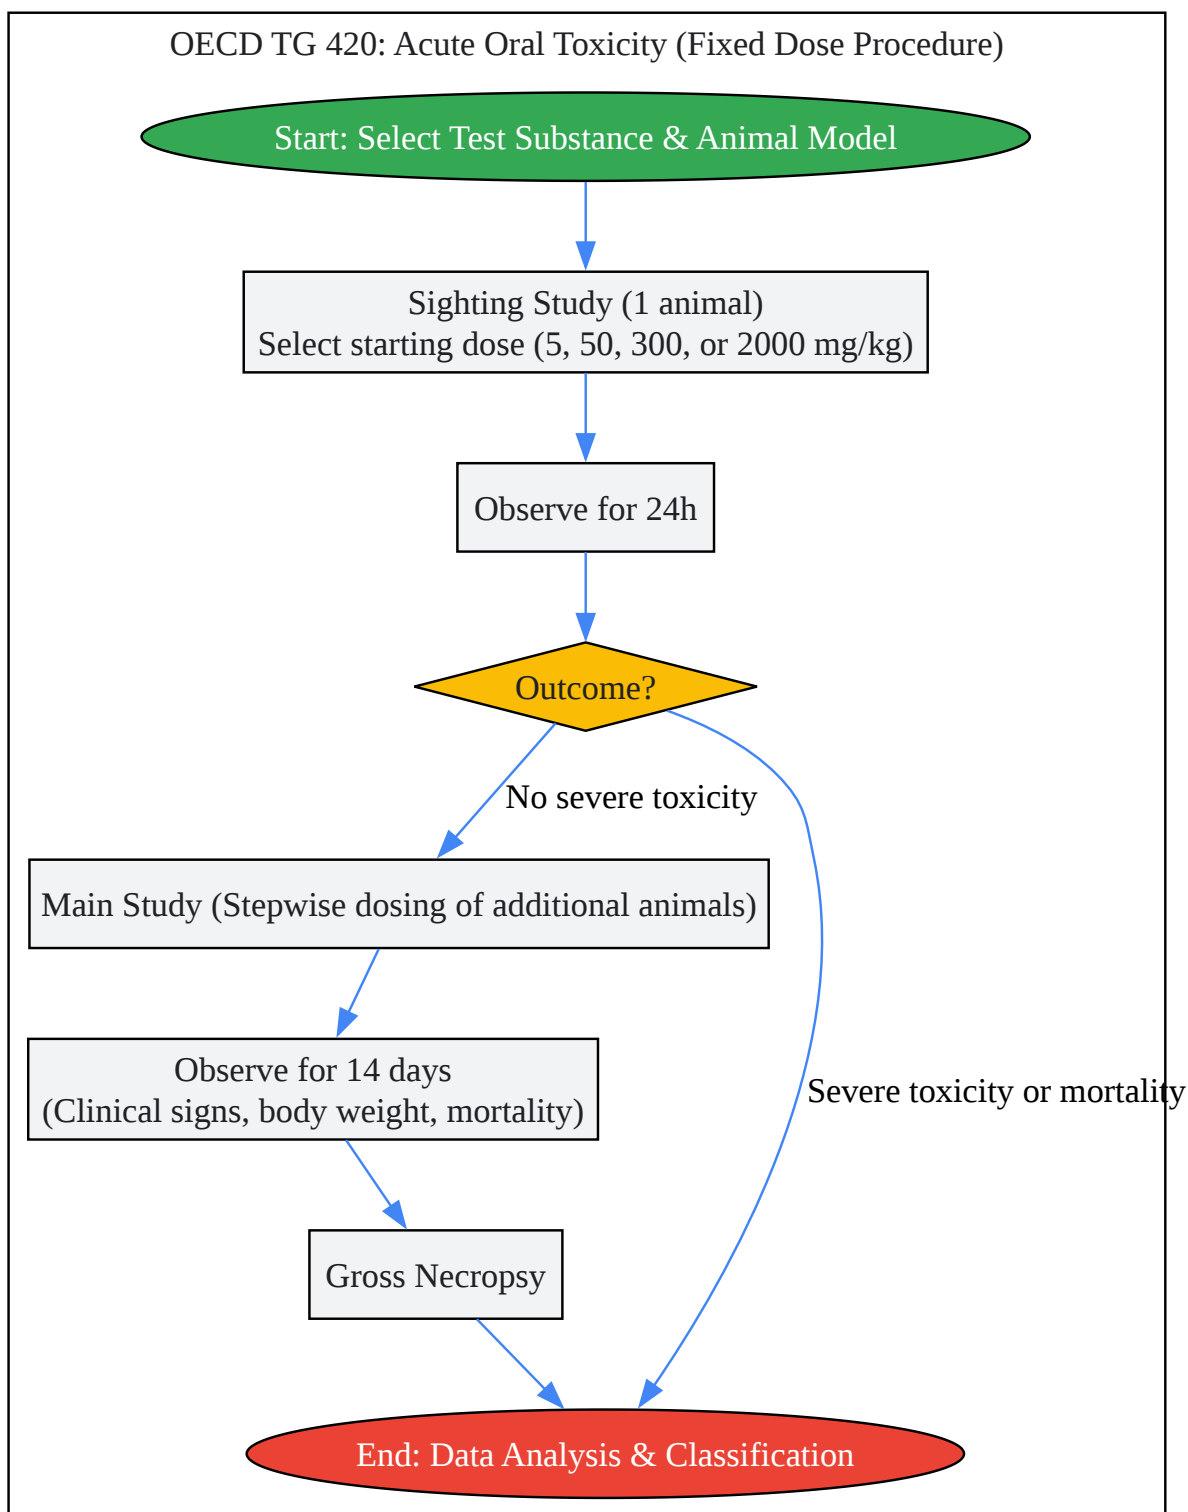 OECD TG 420: Acute Oral Toxicity (Fixed Dose Procedure)
Start: Select Test Substance & Animal Model
Sighting Study (1 animal)
Select starting dose (5, 50, 300, or 2000 mg/kg)
Observe for 24h
Outcome?
No severe toxicity
Main Study (Stepwise dosing of additional animals)
Observe for 14 days
(Clinical signs, body weight, mortality)
Severe toxicity or mortality
Gross Necropsy
End: Data Analysis & Classification